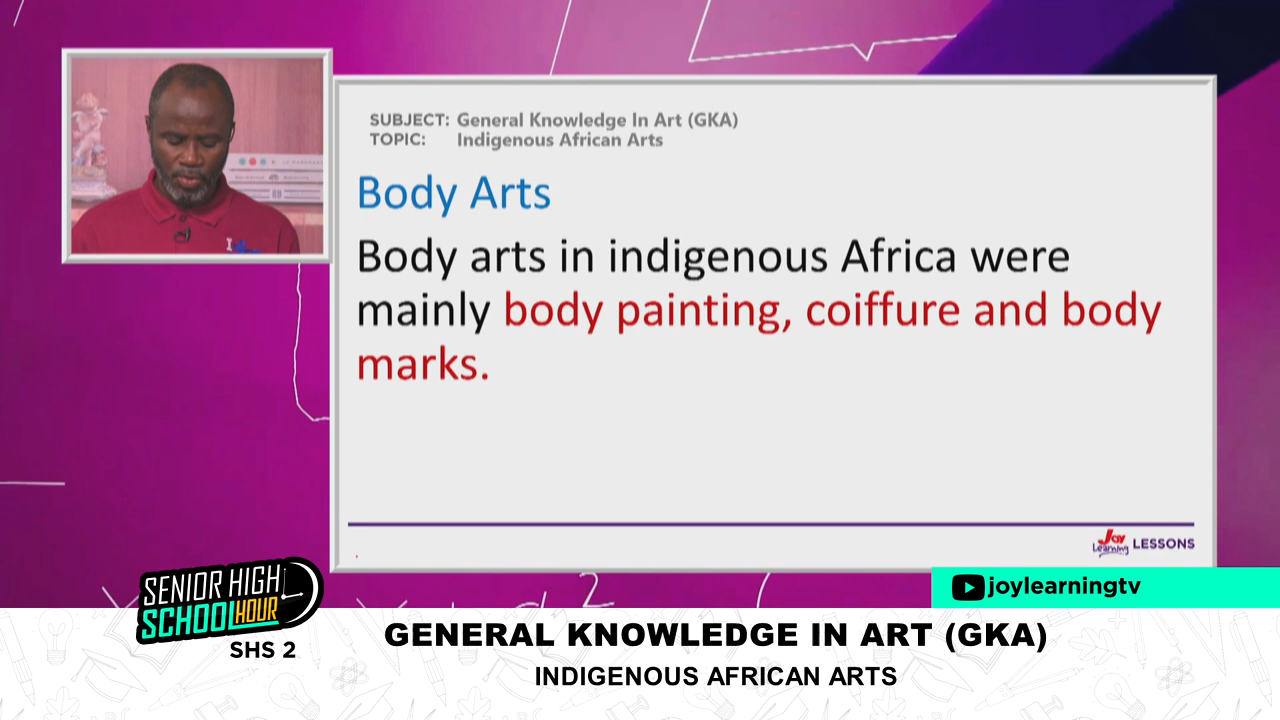 SUBJECT: General Knowledge In Art (GKA)
TOPIC: Indigenous African Arts
Body Arts
Body arts in indigenous Africa were
mainly body painting, coiffure and body
marks.
Joy
Learning LESSONS
joylearningtv
SENIOR HIGH
SCHOOL HOUR
SHS 2
GENERAL KNOWLEDGE IN ART (GKA)
INDIGENOUS AFRICAN ARTS